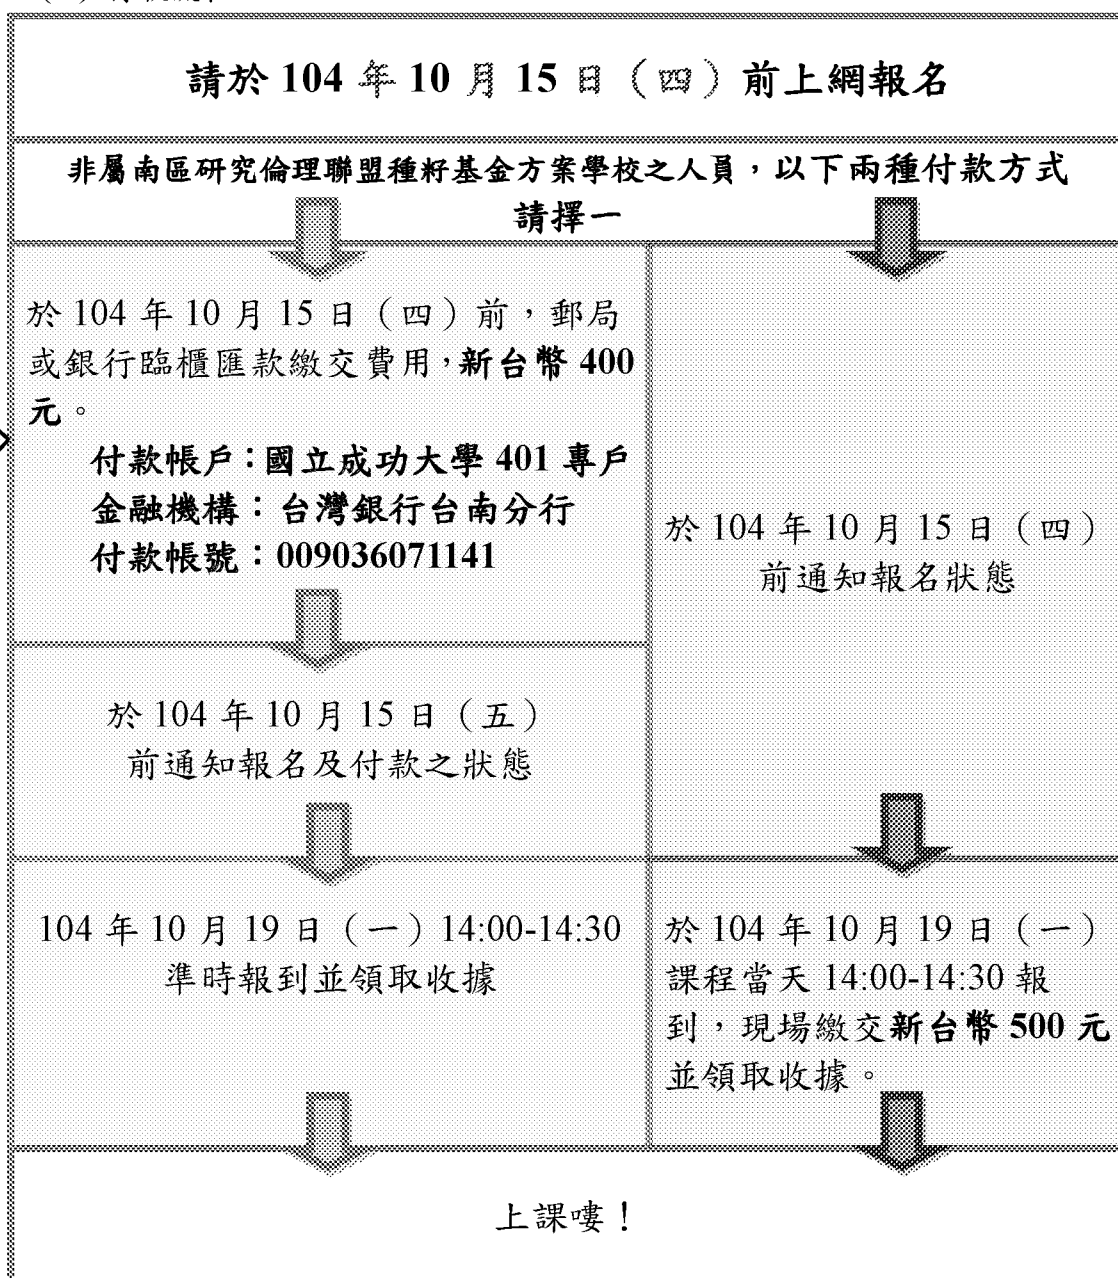 請於 104 年 10 月 15 日（四）前上網報名
非屬南區研究倫理聯盟種籽基金方案學校之人員，以下兩種付款方式
請擇一
於 104 年 10 月 15 日（四）前，郵局
或銀行臨櫃匯款繳交費用，新台幣 400
元。
付款帳戶：國立成功大學 401 專戶
金融機構：台灣銀行台南分行
付款帳號：009036071141
於 104 年 10 月 15 日（五）
前通知報名及付款之狀態
104 年 10 月 19 日（一）14:00-14:30
準時報到並領取收據
於 104 年 10 月 15 日（四）
前通知報名狀態
於 104 年 10 月 19 日（一）
課程當天 14:00-14:30 報
到，現場繳交新台幣 500 元
並領取收據。
上課嘍！